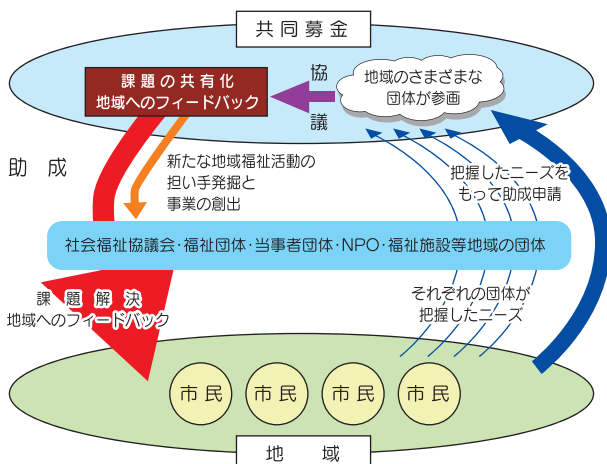 共同募金
地域のさまざまな
団体が参画
協
議
課題の共有化
地域へのフィードバック
助成
新たな地域福祉活動の
担い手発掘と
事業の創出
把握したニーズを
もって助成申請
社会福祉協議会・福祉団体・当事者団体・NPO・福祉施設等地域の団体
課題解決
地域へのフィードバック
それぞれの団体が
把握したニーズ
市民
市民
市民
市民
地域